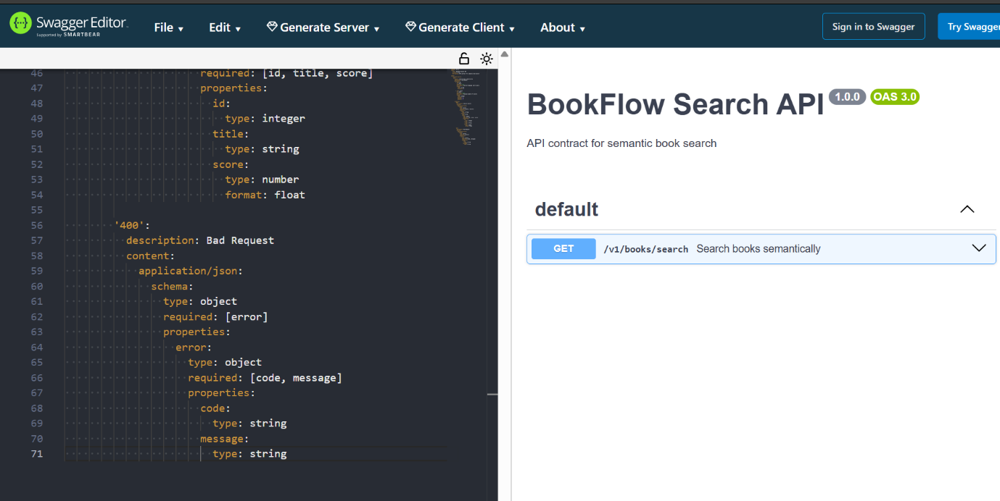 Swagger Editor
Supported by SMARTBEAR
File
Edit
Generate Server
Generate Client
About
Sign in to Swagger
Try Swagger
46 required: [id, title, score]
47 properties:
48 id:
49 type: integer
50 title:
51 type: string
52 score:
53 type: number
54 format: float
55
56 '400':
57 description: Bad Request
58 content:
59 application/json:
60 schema:
61 type: object
62 required: [error]
63 properties:
64 error:
65 type: object
66 required: [code, message]
67 properties:
68 code:
69 type: string
70 message:
71 type: string
BookFlow Search API 1.0.0 OAS 3.0
API contract for semantic book search
default
GET /v1/books/search Search books semantically